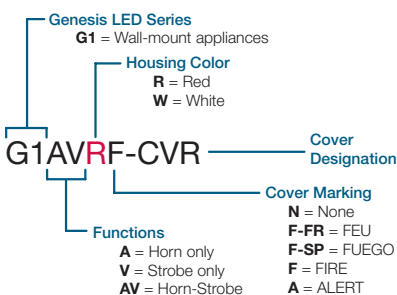 Genesis LED Series
G1 = Wall-mount appliances
Housing Color
R = Red
W = White
G1AVRF-CVR
Cover
Designation
Cover Marking
N = None
F-FR = FEU
F-SP = FUEGO
F = FIRE
A = ALERT
Functions
A = Horn only
V = Strobe only
AV = Horn-Strobe